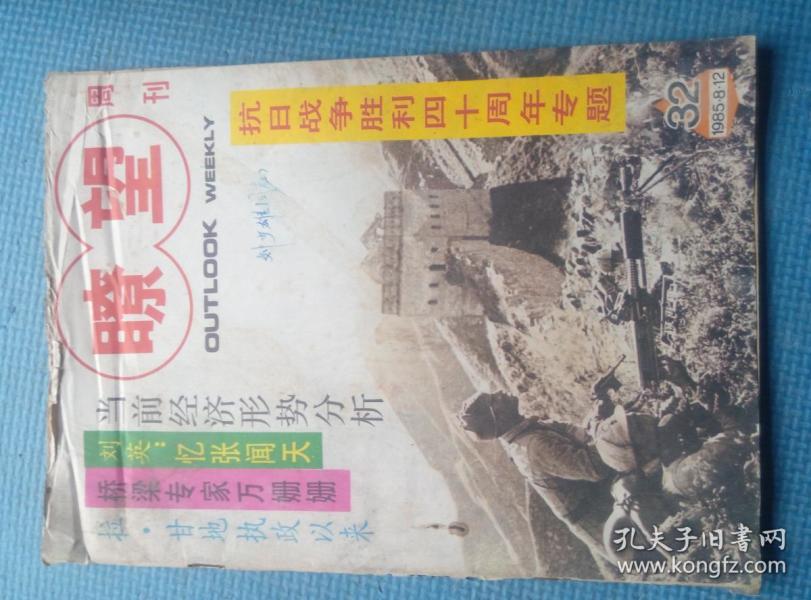 瞭望
周刊
OUTLOOK WEEKLY
32
1985·8·12
抗日战争胜利四十周年专题
当前经济形势分析
刘英：忆张闻天
桥梁专家万姗姗
拉·甘地执政以来
孔夫子旧书网
www.kongfz.com